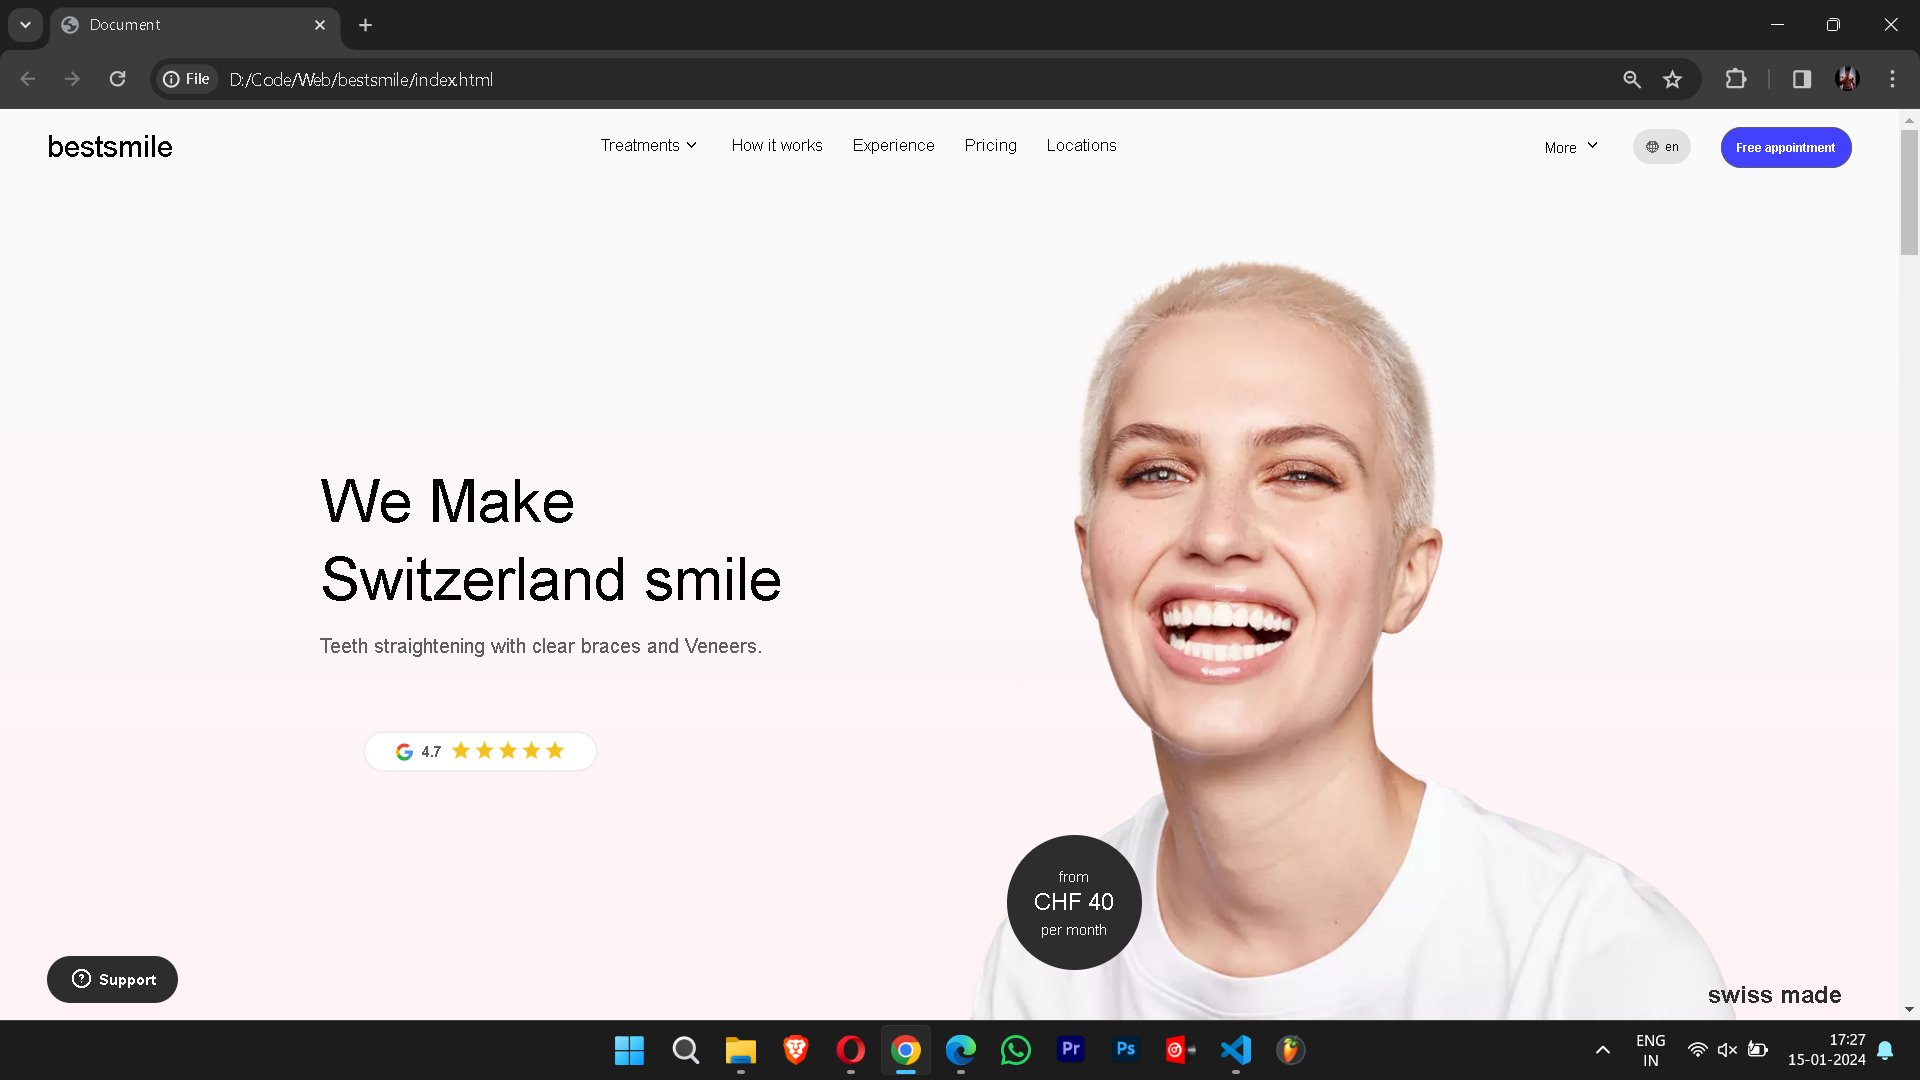 Document
File
D:/Code/Web/bestsmile/index.html
bestsmile
Treatments
How it works
Experience
Pricing
Locations
More
en
Free appointment
We Make
Switzerland smile
Teeth straightening with clear braces and Veneers.
G 4.7
from
CHF 40
per month
Support
swiss made
Pr
Ps
ENG
IN
17:27
15-01-2024